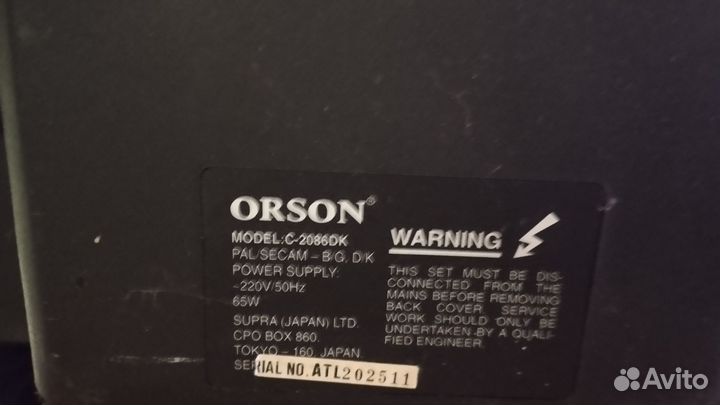 ORSON®
MODEL:C-2086DK
PAL/SECAM – B/G, D/K
POWER SUPPLY:
~220V/50Hz
65W
SUPRA (JAPAN) LTD.
CPO BOX 860.
TOKYO – 160, JAPAN
SERIAL NO. ATL202511
WARNING
THIS SET MUST BE DIS-
CONNECTED FROM THE
MAINS BEFORE REMOVING
BACK COVER. SERVICE
WORK SHOULD ONLY BE
UNDERTAKEN BY A QUALI-
FIED ENGINEER.
Avito